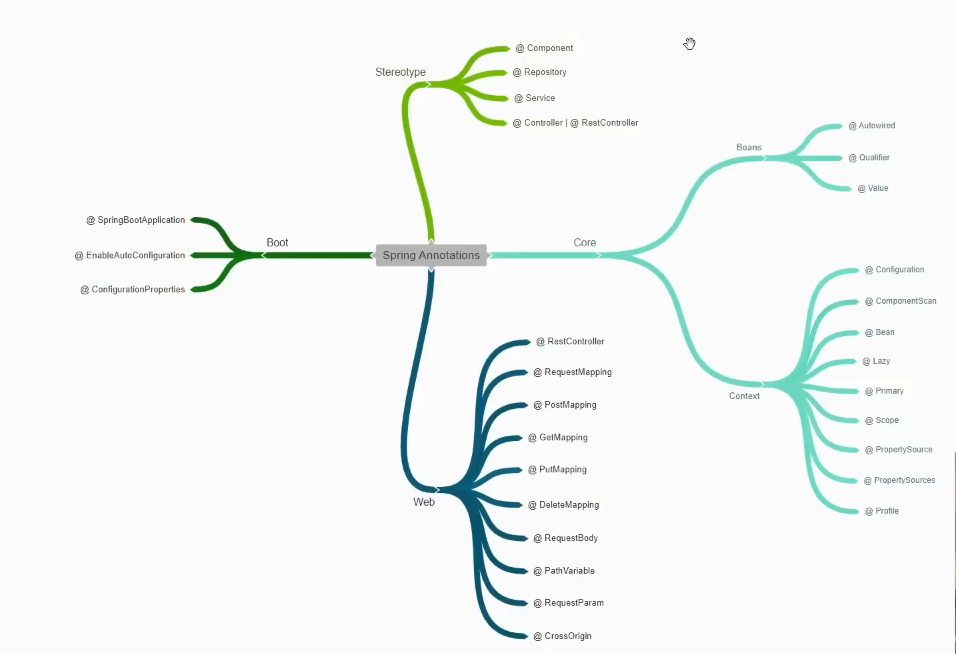 Spring Annotations
Stereotype
@ Component
@ Repository
@ Service
@ Controller | @ RestController
Boot
@ SpringBootApplication
@ EnableAutoConfiguration
@ ConfigurationProperties
Core
Beans
@ Autowired
@ Qualifier
@ Value
Context
@ Configuration
@ ComponentScan
@ Bean
@ Lazy
@ Primary
@ Scope
@ PropertySource
@ PropertySources
@ Profile
Web
@ RestController
@ RequestMapping
@ PostMapping
@ GetMapping
@ PutMapping
@ DeleteMapping
@ RequestBody
@ PathVariable
@ RequestParam
@ CrossOrigin